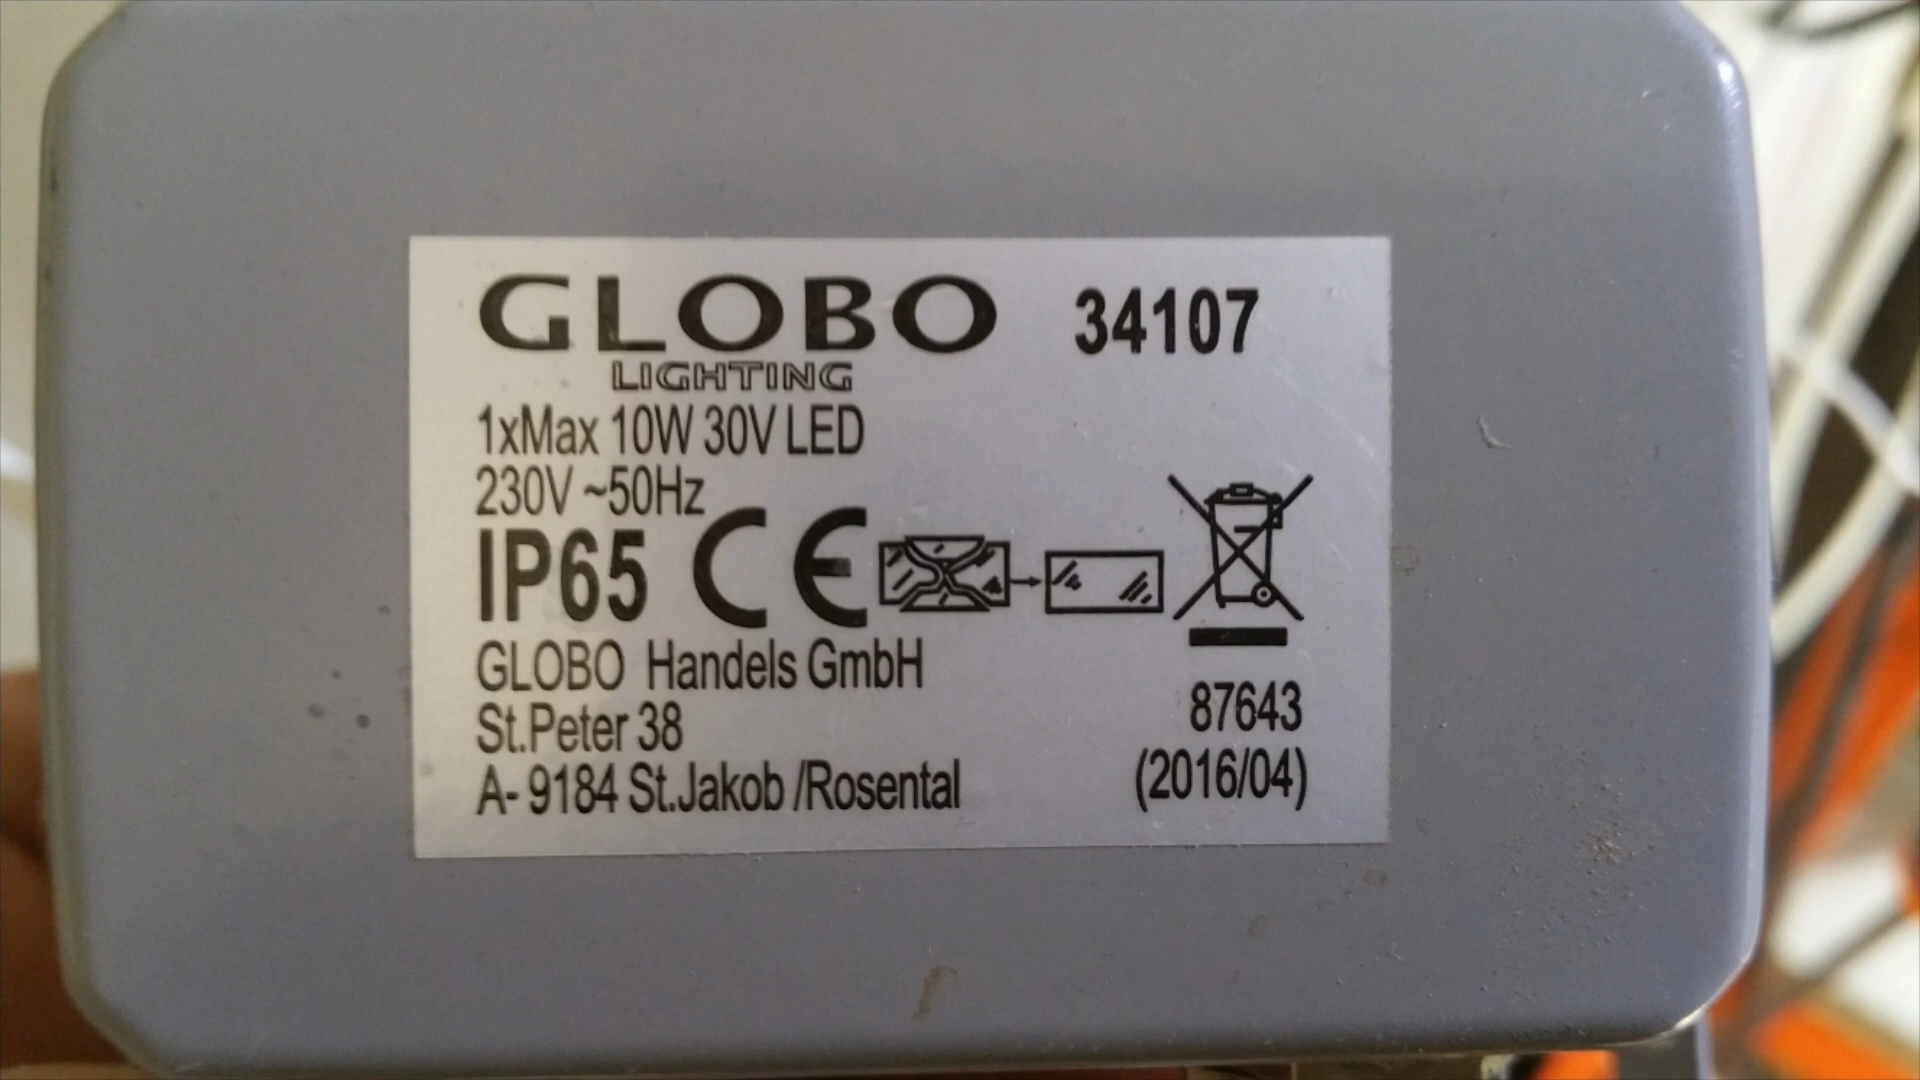 GLOBO 34107
LIGHTING
1xMax 10W 30V LED
230V ~50Hz
IP65 CE
GLOBO Handels GmbH
St.Peter 38
A- 9184 St.Jakob /Rosental
87643
(2016/04)